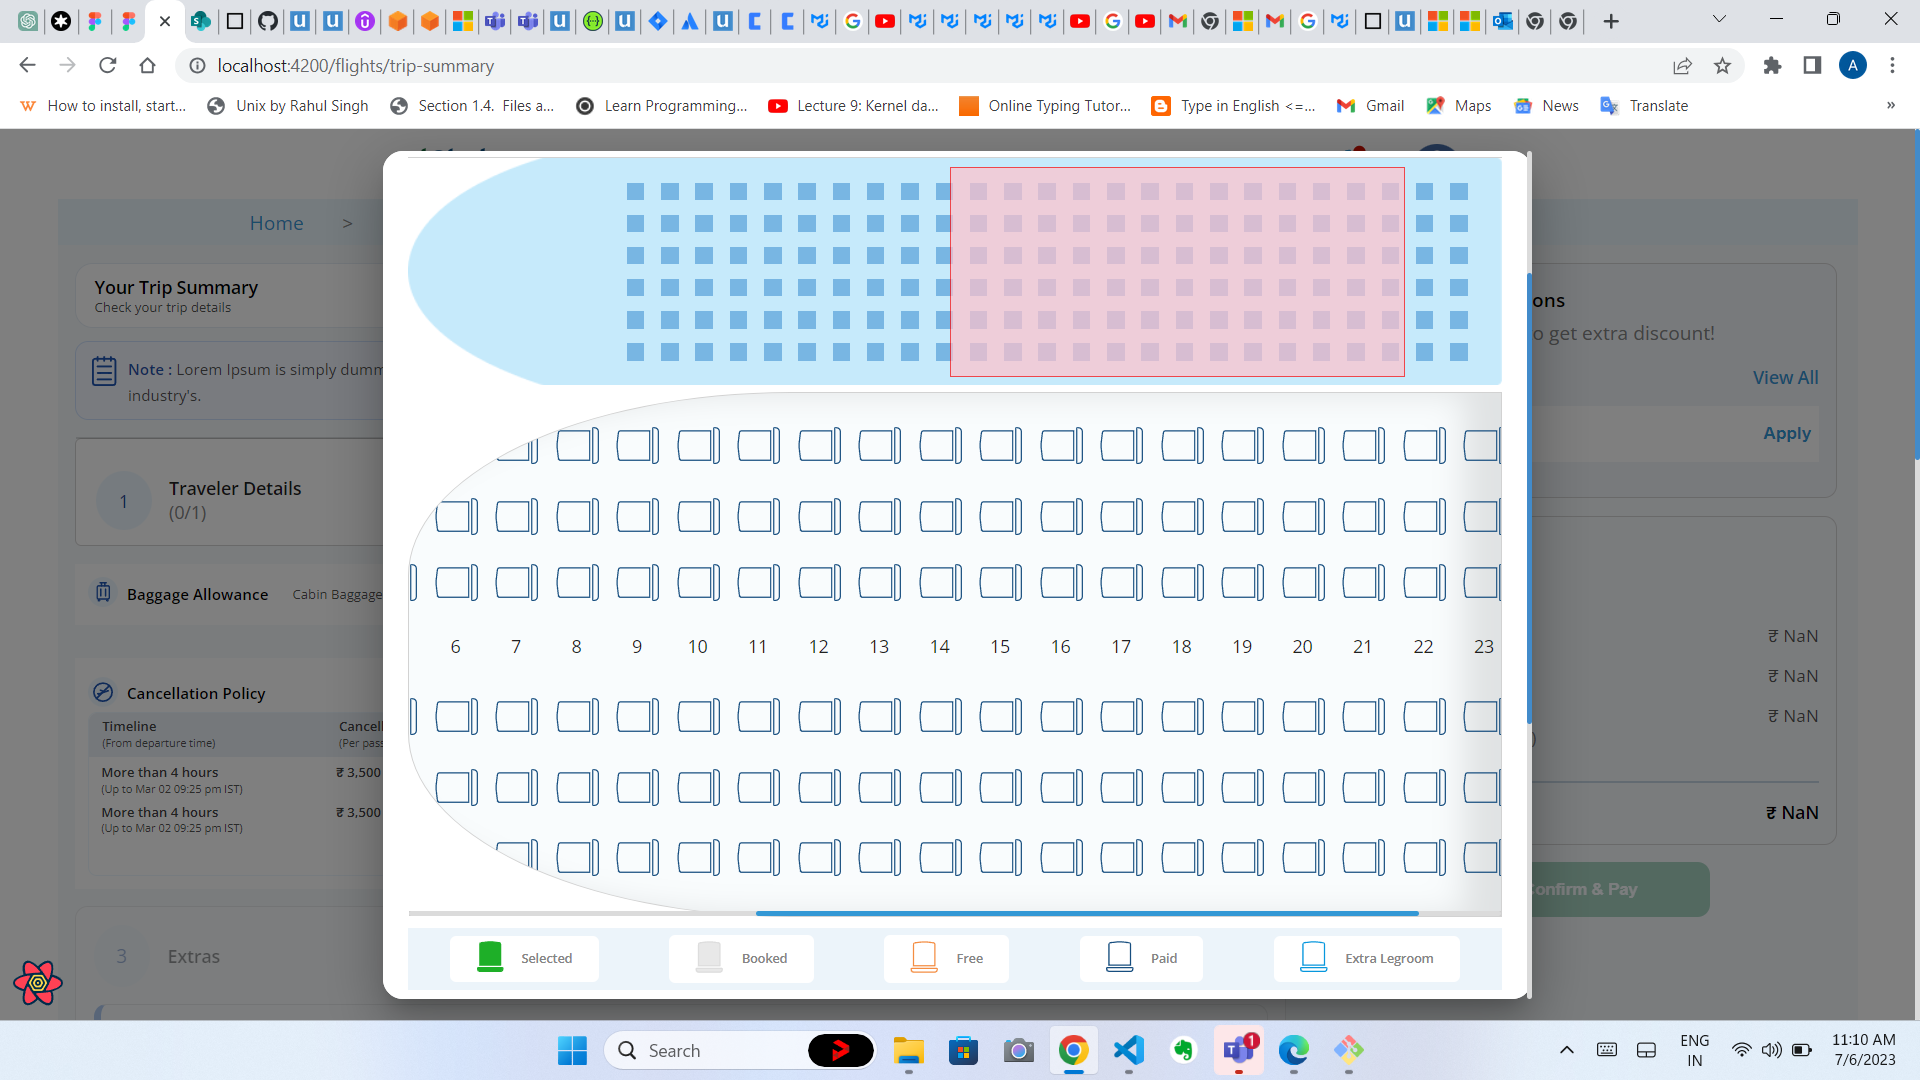 localhost:4200/flights/trip-summary
How to install, start...
Unix by Rahul Singh
Section 1.4. Files a...
Learn Programming...
Lecture 9: Kernel da...
Online Typing Tutor...
Type in English <=...
Gmail
Maps
News
Translate
»
Home >
Your Trip Summary
Check your trip details
Note : Lorem Ipsum is simply dumm
industry's.
1
Traveler Details
(0/1)
Baggage Allowance Cabin Baggage
Cancellation Policy
Timeline Cancell
(From departure time) (Per pass
More than 4 hours ₹ 3,500
(Up to Mar 02 09:25 pm IST)
More than 4 hours ₹ 3,500
(Up to Mar 02 09:25 pm IST)
3 Extras
6 7 8 9 10 11 12 13 14 15 16 17 18 19 20 21 22 23
Selected
Booked
Free
Paid
Extra Legroom
ons
o get extra discount!
View All
Apply
₹ NaN
₹ NaN
₹ NaN
)
₹ NaN
Confirm & Pay
Search
1
ENG
IN
11:10 AM
7/6/2023
A